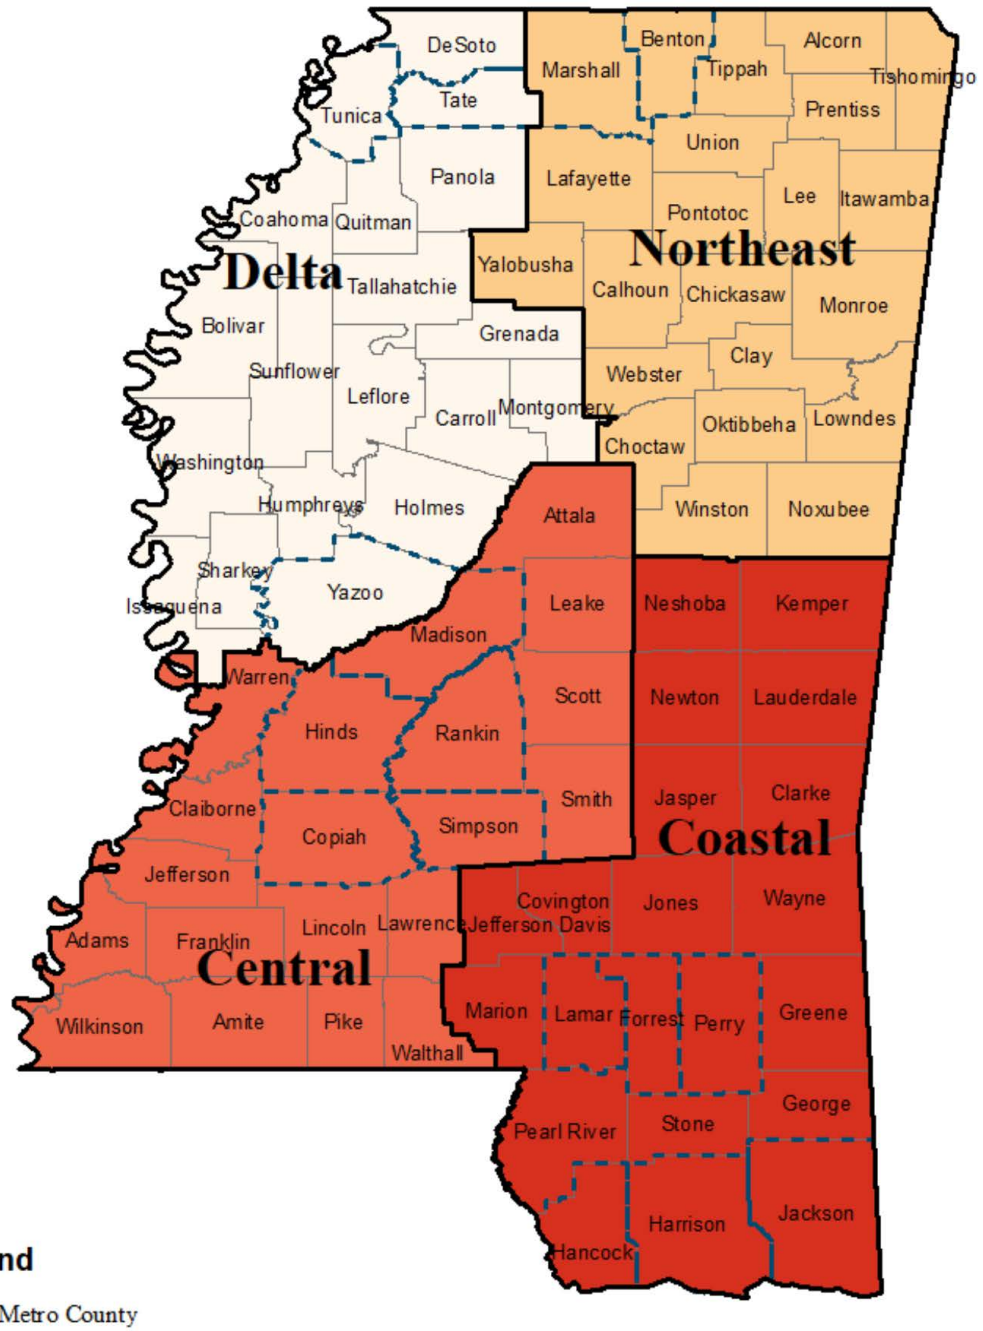 DeSoto
Benton
Alcorn
Marshall
Tippah
Tishomingo
Tate
Tunica
Prentiss
Union
Panola
Lafayette
Lee
Itawamba
Coahoma
Quitman
Pontotoc
Northeast
Delta
Yalobusha
Tallahatchie
Calhoun
Chickasaw
Monroe
Bolivar
Grenada
Clay
Sunflower
Webster
Leflore
Carroll
Montgomery
Oktibbeha
Lowndes
Choctaw
Washington
Humphreys
Holmes
Winston
Noxubee
Attala
Sharkey
Yazoo
Issaquena
Leake
Neshoba
Kemper
Madison
Warren
Scott
Newton
Lauderdale
Hinds
Rankin
Smith
Jasper
Clarke
Claiborne
Copiah
Simpson
Coastal
Jefferson
Covington
Jones
Wayne
Lincoln
Lawrence
Jefferson Davis
Adams
Franklin
Central
Wilkinson
Amite
Pike
Marion
Lamar
Forrest
Perry
Greene
Walthall
George
Pearl River
Stone
Harrison
Jackson
Hancock
nd
Metro County